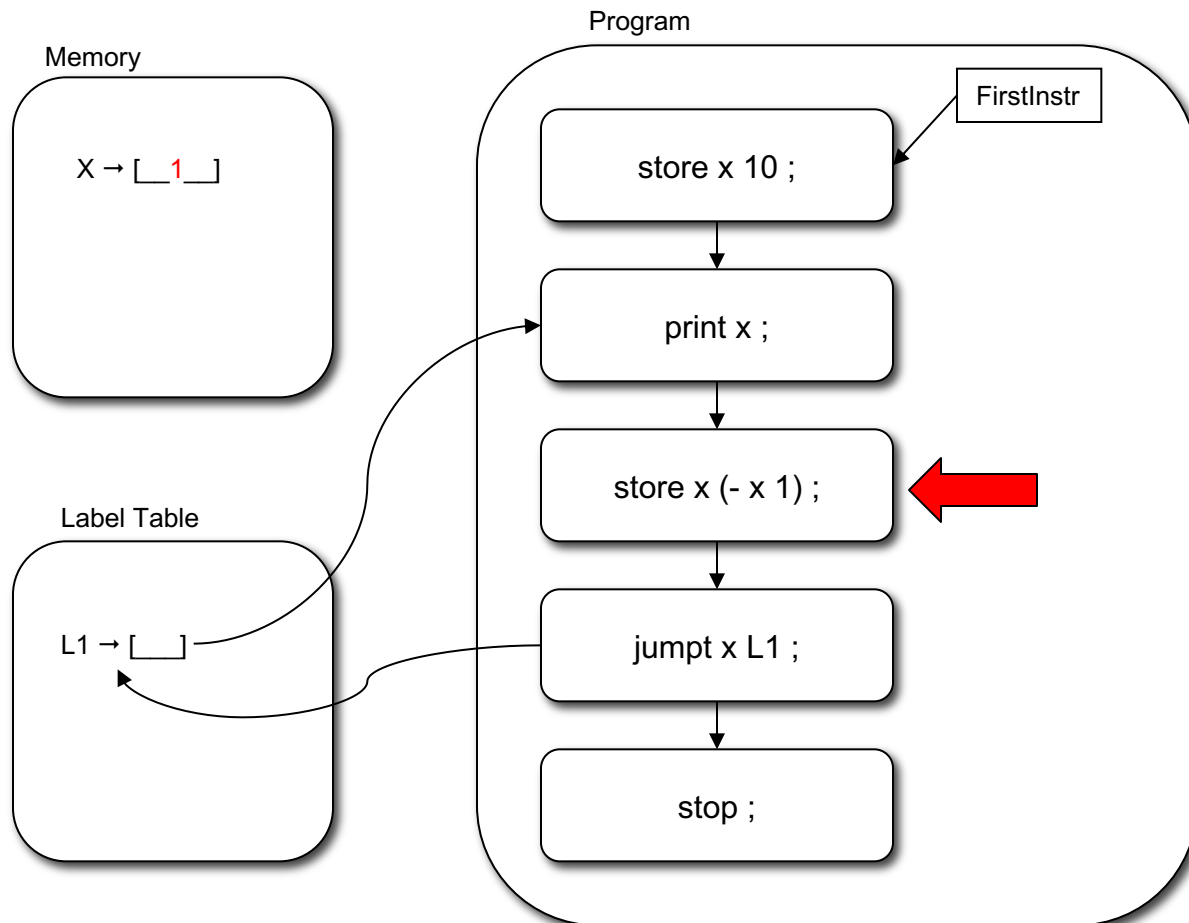 Program
Memory
FirstInstr
store x 10 ;
X → [__1__]
print x ;
store x (- x 1) ;
Label Table
L1 → [___]
jumpt x L1 ;
stop ;